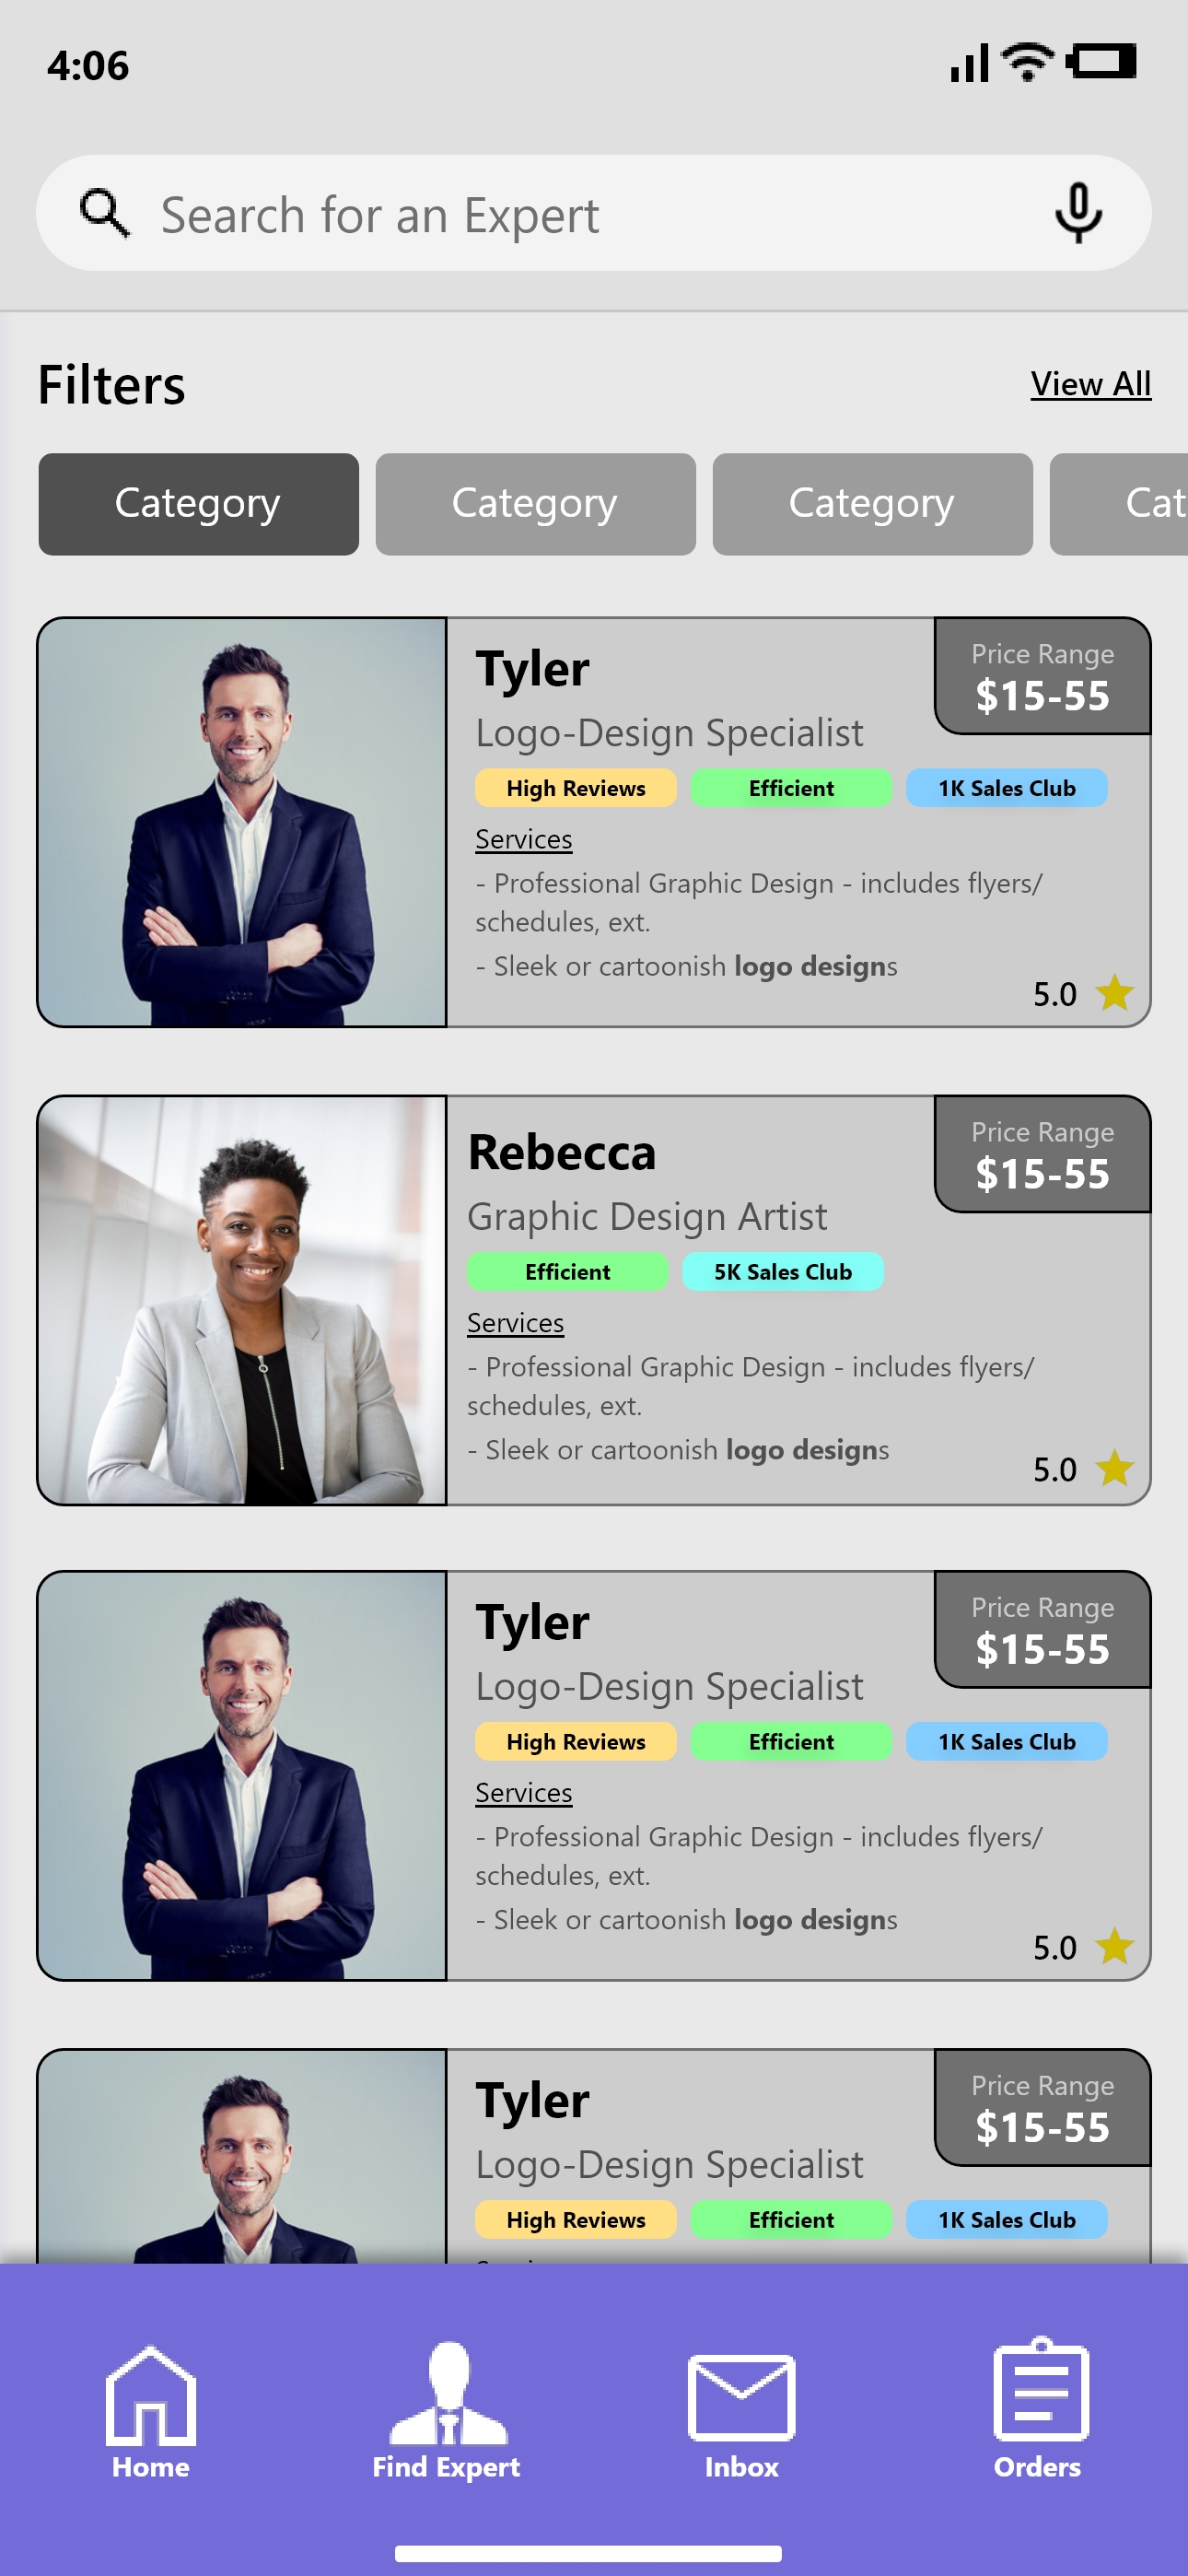 4:06
Search for an Expert
Filters
View All
Category
Category
Category
Cat
Tyler
Price Range
$15-55
Logo-Design Specialist
High Reviews
Efficient
1K Sales Club
Services
- Professional Graphic Design - includes flyers/
schedules, ext.
- Sleek or cartoonish logo designs
5.0
Rebecca
Price Range
$15-55
Graphic Design Artist
Efficient
5K Sales Club
Services
- Professional Graphic Design - includes flyers/
schedules, ext.
- Sleek or cartoonish logo designs
5.0
Tyler
Price Range
$15-55
Logo-Design Specialist
High Reviews
Efficient
1K Sales Club
Services
- Professional Graphic Design - includes flyers/
schedules, ext.
- Sleek or cartoonish logo designs
5.0
Tyler
Price Range
$15-55
Logo-Design Specialist
High Reviews
Efficient
1K Sales Club
Home
Find Expert
Inbox
Orders